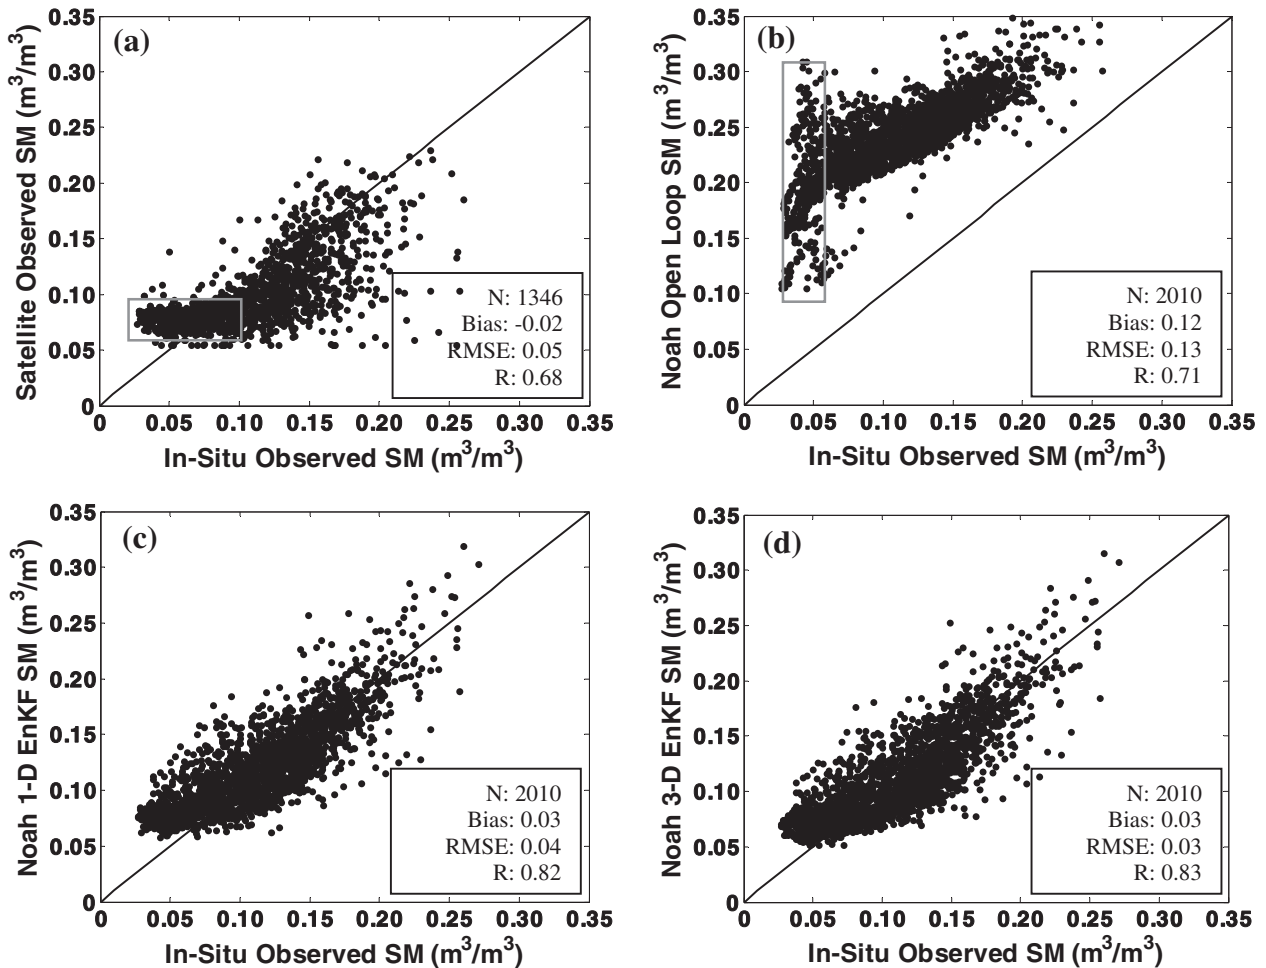 (a)
Satellite Observed SM (m³/m³)
0.35
0.30
0.25
0.20
0.15
0.10
0.05
0
N: 1346
Bias: -0.02
RMSE: 0.05
R: 0.68
0 0.05 0.10 0.15 0.20 0.25 0.30 0.35
In-Situ Observed SM (m³/m³)
(b)
Noah Open Loop SM (m³/m³)
0.35
0.30
0.25
0.20
0.15
0.10
0.05
0
N: 2010
Bias: 0.12
RMSE: 0.13
R: 0.71
0 0.05 0.10 0.15 0.20 0.25 0.30 0.35
In-Situ Observed SM (m³/m³)
(c)
Noah 1-D EnKF SM (m³/m³)
0.35
0.30
0.25
0.20
0.15
0.10
0.05
0
N: 2010
Bias: 0.03
RMSE: 0.04
R: 0.82
0 0.05 0.10 0.15 0.20 0.25 0.30 0.35
In-Situ Observed SM (m³/m³)
(d)
Noah 3-D EnKF SM (m³/m³)
0.35
0.30
0.25
0.20
0.15
0.10
0.05
0
N: 2010
Bias: 0.03
RMSE: 0.03
R: 0.83
0 0.05 0.10 0.15 0.20 0.25 0.30 0.35
In-Situ Observed SM (m³/m³)